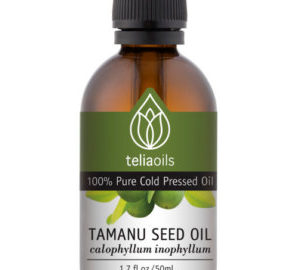 teliaoils
100% Pure Cold Pressed Oil
TAMANU SEED OIL
calophyllum inophyllum
1.7 fl oz /50mL